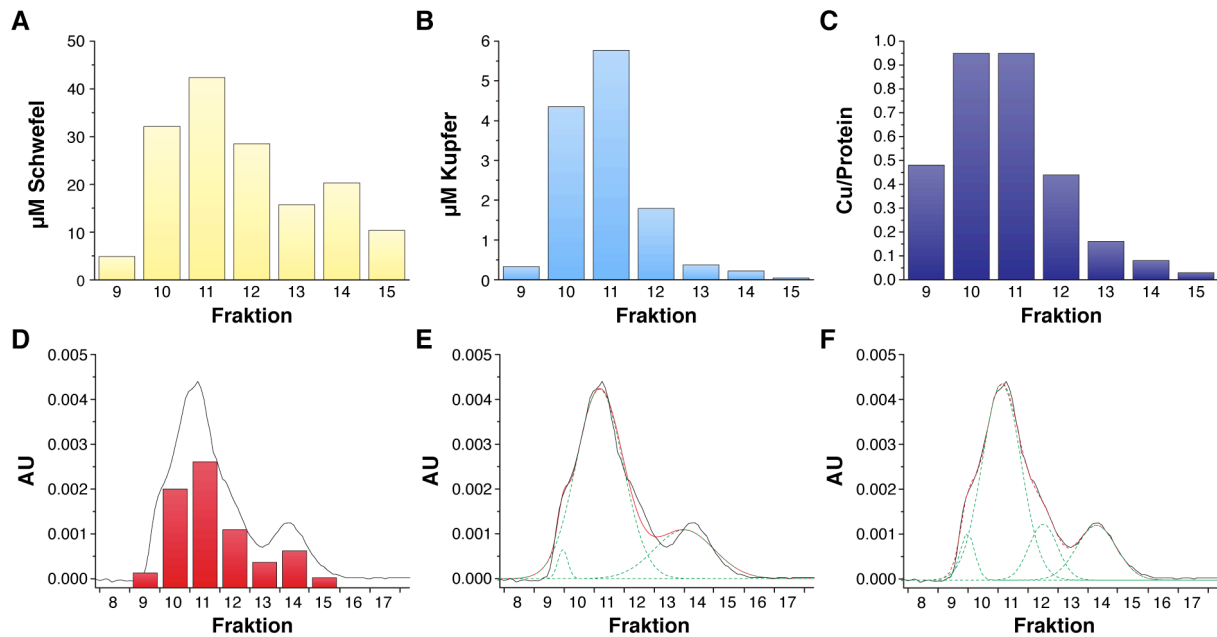 A
µM Schwefel
50
40
30
20
10
0
9 10 11 12 13 14 15
Fraktion
B
µM Kupfer
6
5
4
3
2
1
0
9 10 11 12 13 14 15
Fraktion
C
Cu/Protein
1.0
0.9
0.8
0.7
0.6
0.5
0.4
0.3
0.2
0.1
0.0
9 10 11 12 13 14 15
Fraktion
D
AU
0.005
0.004
0.003
0.002
0.001
0.000
8 9 10 11 12 13 14 15 16 17
Fraktion
E
AU
0.005
0.004
0.003
0.002
0.001
0.000
8 9 10 11 12 13 14 15 16 17
Fraktion
F
AU
0.005
0.004
0.003
0.002
0.001
0.000
8 9 10 11 12 13 14 15 16 17
Fraktion